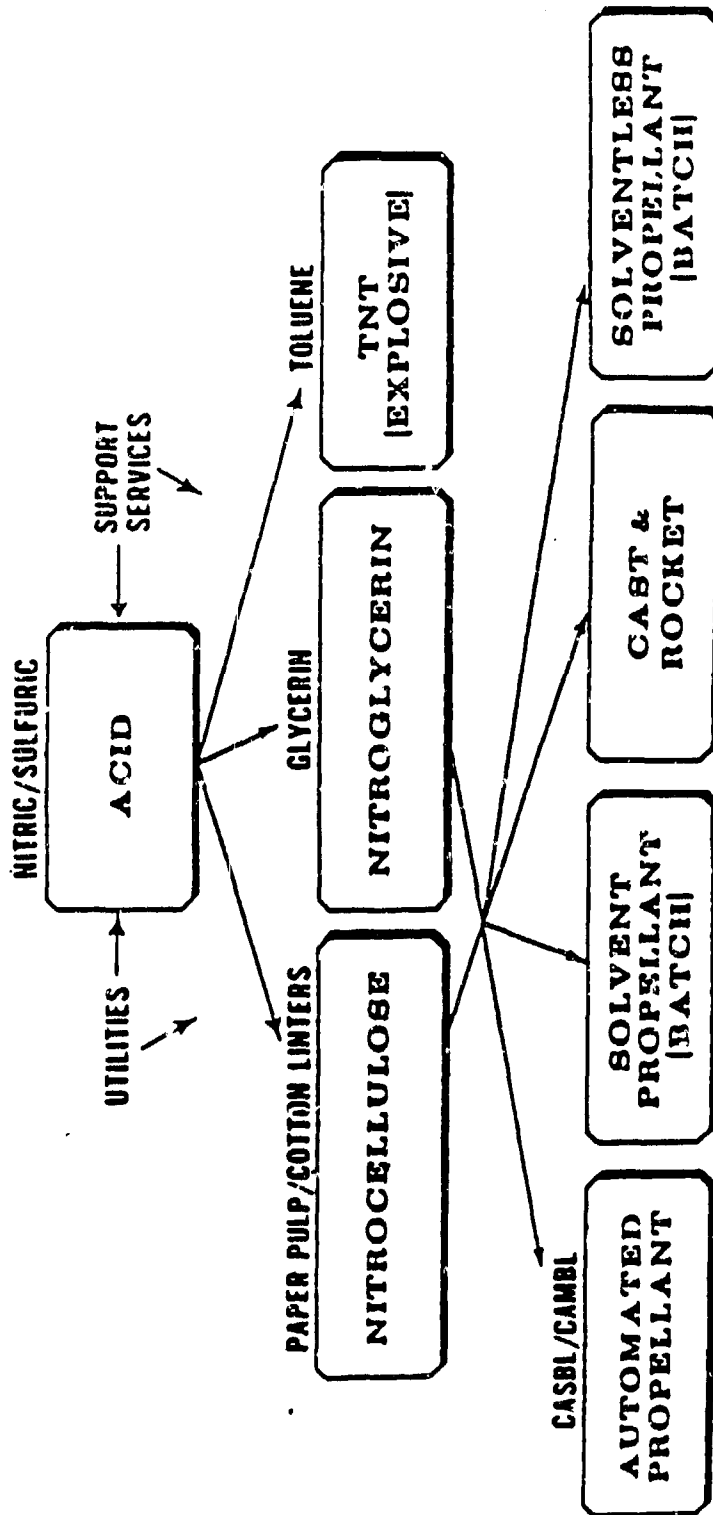 NITRIC/SULFURIC
UTILITIES
ACID
SUPPORT
SERVICES
PAPER PULP/COTTON LINTERS
GLYCERIN
TOLUENE
NITROCELLULOSE
NITROGLYCERIN
TNT
[EXPLOSIVE]
CASBL/CAMBL
AUTOMATED
PROPELLANT
SOLVENT
PROPELLANT
[BATCH]
CAST &
ROCKET
SOLVENTLESS
PROPELLANT
[BATCH]